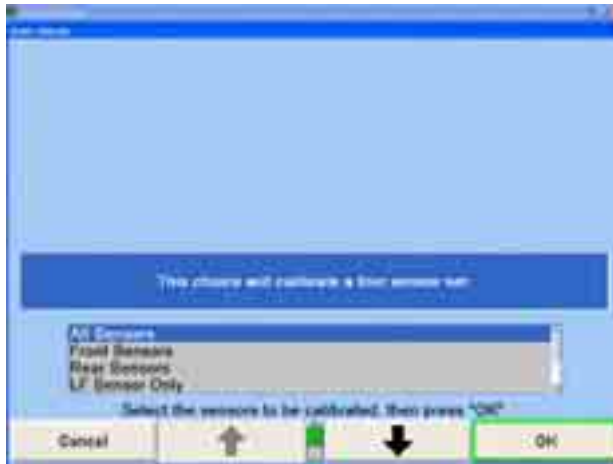 This choice will calibrate a four sensor set
All Sensors
Front Sensors
Rear Sensors
LF Sensor Only
Select the sensors to be calibrated, then press "OK"
Cancel
OK